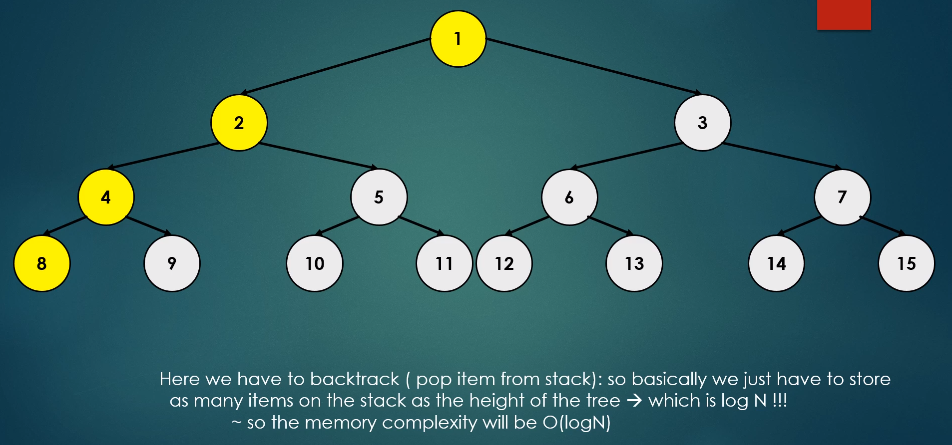 1
2 3
4 5 6 7
8 9 10 11 12 13 14 15
Here we have to backtrack ( pop item from stack): so basically we just have to store
as many items on the stack as the height of the tree → which is log N !!!
~ so the memory complexity will be O(logN)